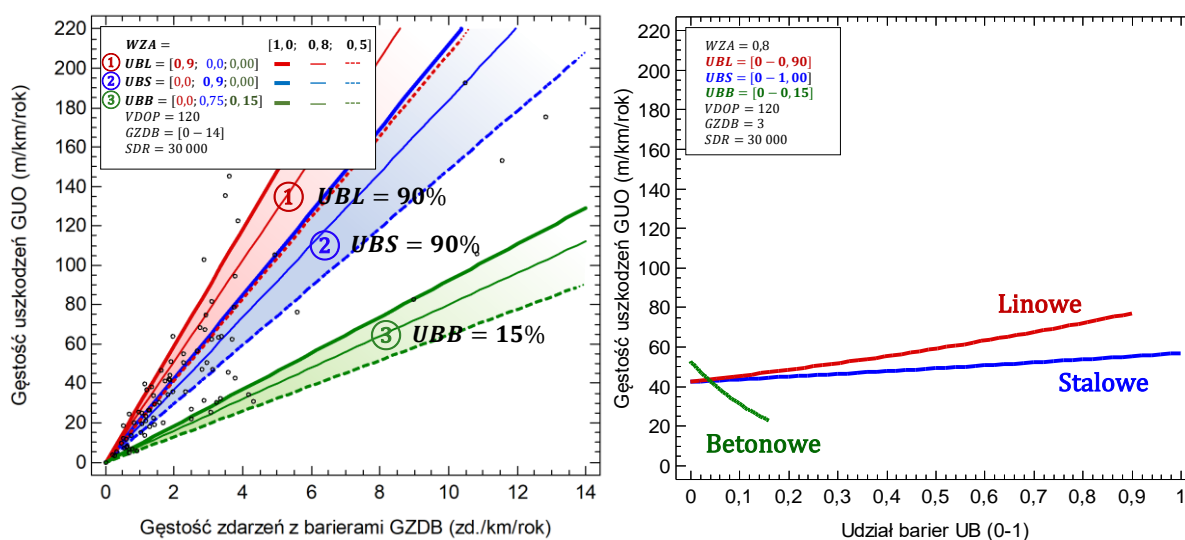 Gęstość uszkodzeń GUO (m/km/rok)
220
200
180
160
140
120
100
80
60
40
20
0
WZA = [1,0; 0,8; 0,5]
1 UBL = [0,9; 0,0;0,00]
2 UBS = [0,0; 0,9;0,00]
3 UBB = [0,0;0,75;0,15]
VDOP = 120
GZDB = [0 − 14]
SDR = 30 000
1 UBL = 90%
2 UBS = 90%
3 UBB = 15%
0 2 4 6 8 10 12 14
Gęstość zdarzeń z barierami GZDB (zd./km/rok)
Gęstość uszkodzeń GUO (m/km/rok)
220
200
180
160
140
120
100
80
60
40
20
0
WZA = 0,8
UBL = [0 − 0,90]
UBS = [0 − 1,00]
UBB = [0 − 0,15]
VDOP = 120
GZDB = 3
SDR = 30 000
Linowe
Stalowe
Betonowe
0 0,1 0,2 0,3 0,4 0,5 0,6 0,7 0,8 0,9 1
Udział barier UB (0-1)